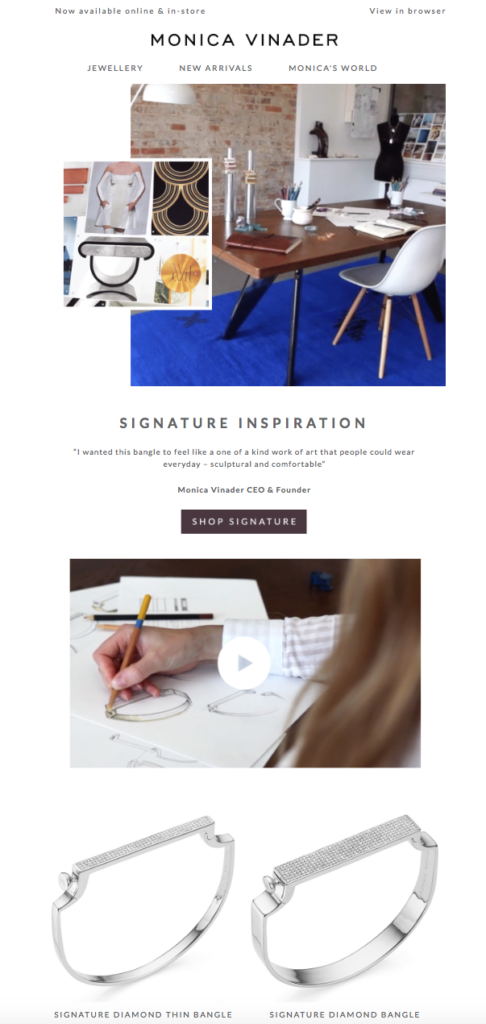 Now available online & in-store
View in browser
MONICA VINADER
JEWELLERY
NEW ARRIVALS
MONICA'S WORLD
SIGNATURE INSPIRATION
"I wanted this bangle to feel like a one of a kind work of art that people could wear
everyday – sculptural and comfortable"
Monica Vinader CEO & Founder
SHOP SIGNATURE
SIGNATURE DIAMOND THIN BANGLE
SIGNATURE DIAMOND BANGLE